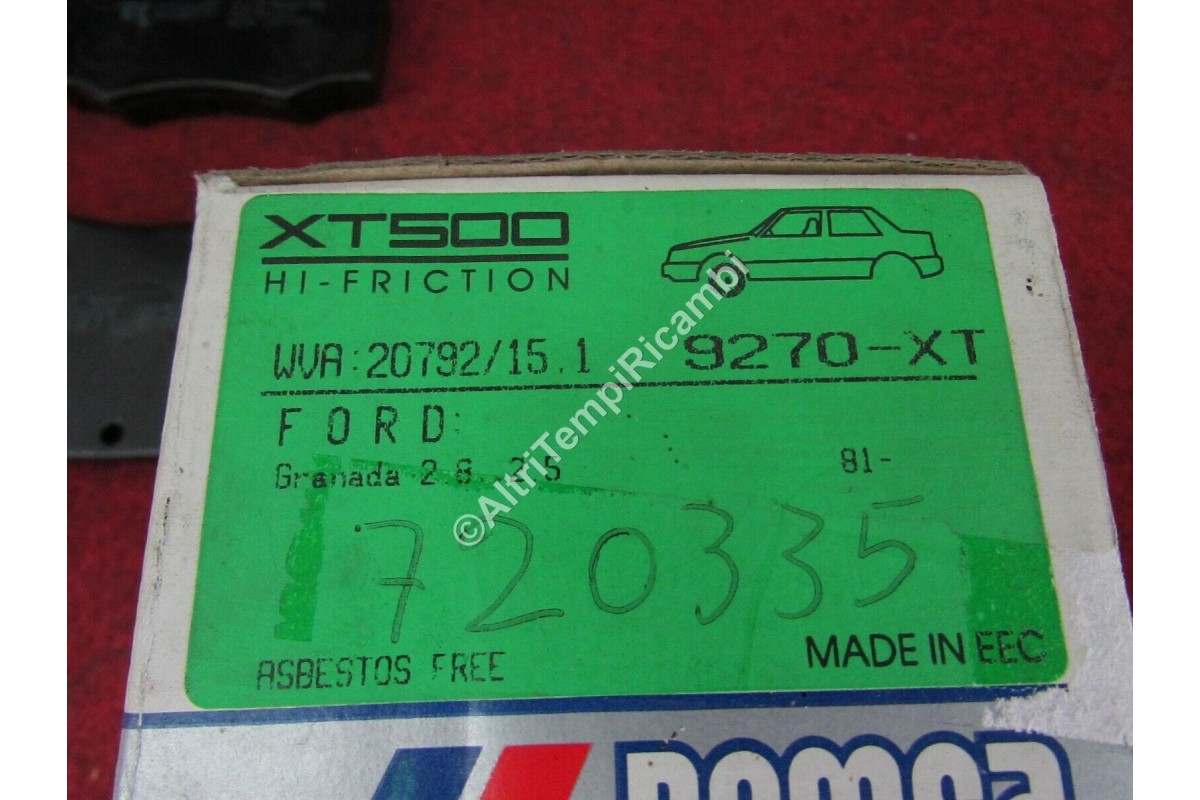 XT500
HI-FRICTION
WVA:20792/15.1 9270-XT
FORD:
Granada 2.8 2.5 81-
720335
ASBESTOS FREE
MADE IN EEC
©AltriTempiRicambi